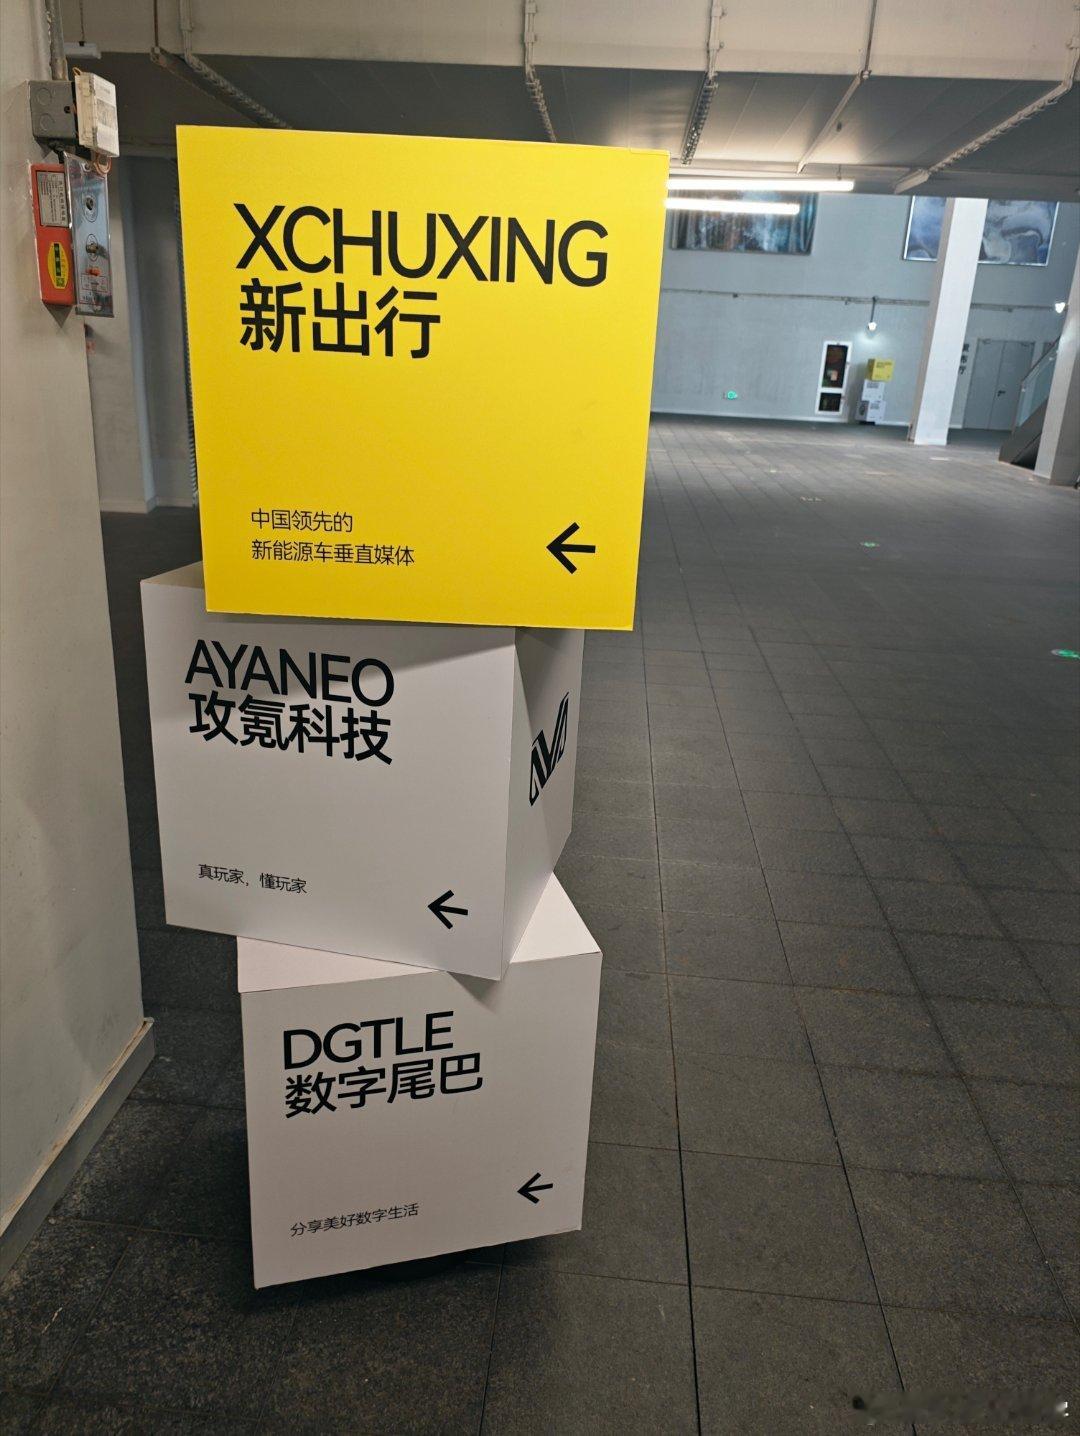 XCHUXING
新出行
中国领先的
新能源车垂直媒体
AYANEO
攻氪科技
真玩家，懂玩家
DGTLE
数字尾巴
分享美好数字生活